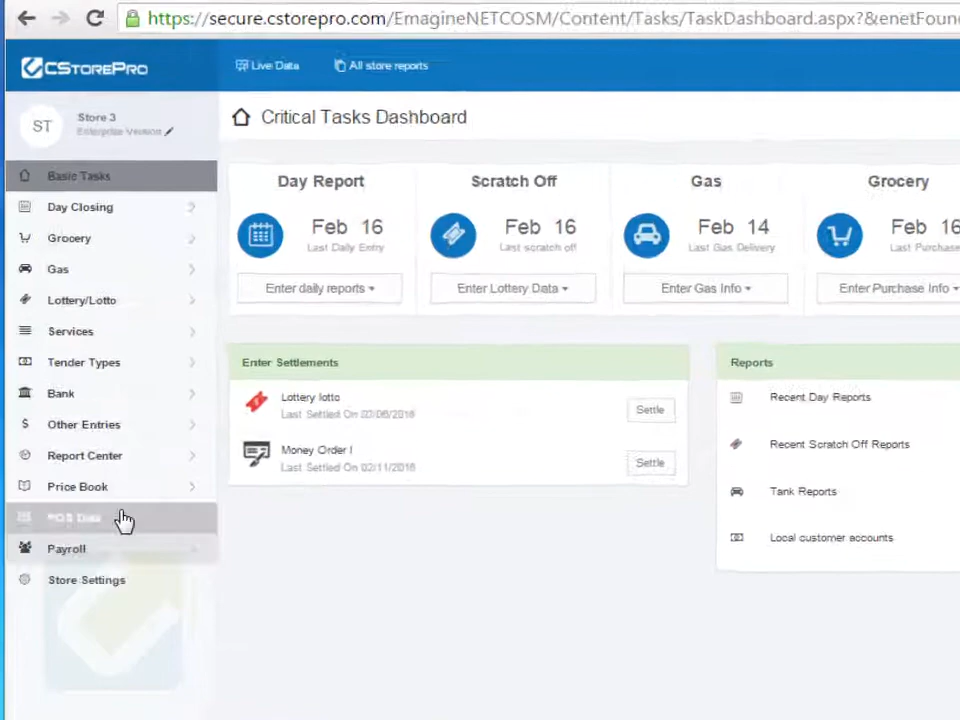 https://secure.cstorepro.com/EmagineNETCOSM/Content/Tasks/TaskDashboard.aspx?&enetFoun
CSTOREPRO
Live Data
All store reports
ST
Store 3
Enterprise Version
Critical Tasks Dashboard
Basic Tasks
Day Closing
Grocery
Gas
Lottery/Lotto
Services
Tender Types
Bank
Other Entries
Report Center
Price Book
POS Data
Payroll
Store Settings
Day Report
Feb 16
Last Daily Entry
Enter daily reports
Scratch Off
Feb 16
Last scratch off
Enter Lottery Data
Gas
Feb 14
Last Gas Delivery
Enter Gas Info
Grocery
Feb 16
Last Purchase
Enter Purchase Info
Enter Settlements
Lottery lotto
Last Settled On 02/06/2016
Settle
Money Order I
Last Settled On 02/11/2016
Settle
Reports
Recent Day Reports
Recent Scratch Off Reports
Tank Reports
Local customer accounts